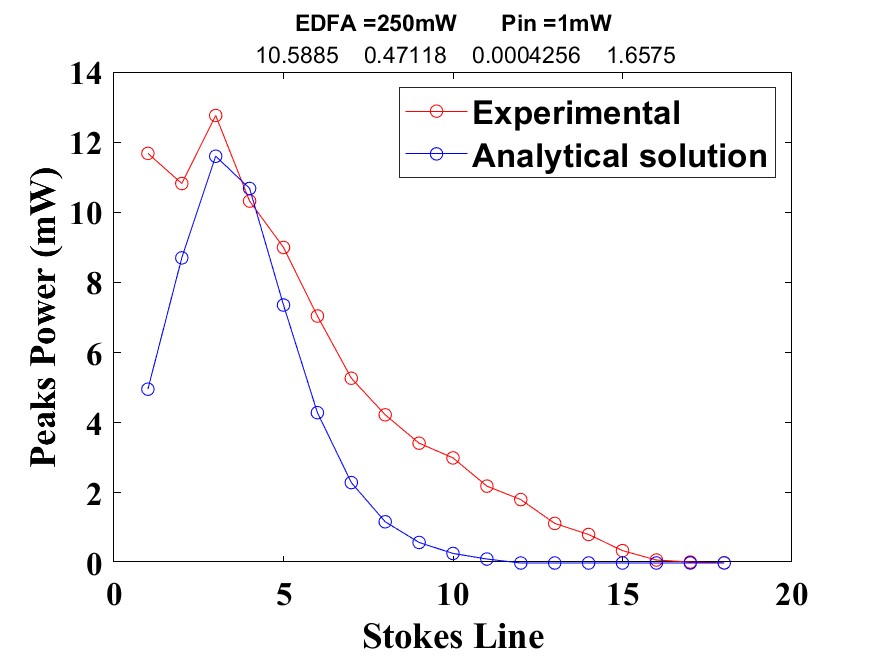 EDFA =250mW Pin =1mW
10.5885 0.47118 0.0004256 1.6575
14
12
10
8
6
4
2
0
Experimental
Analytical solution
Peaks Power (mW)
0 5 10 15 20
Stokes Line